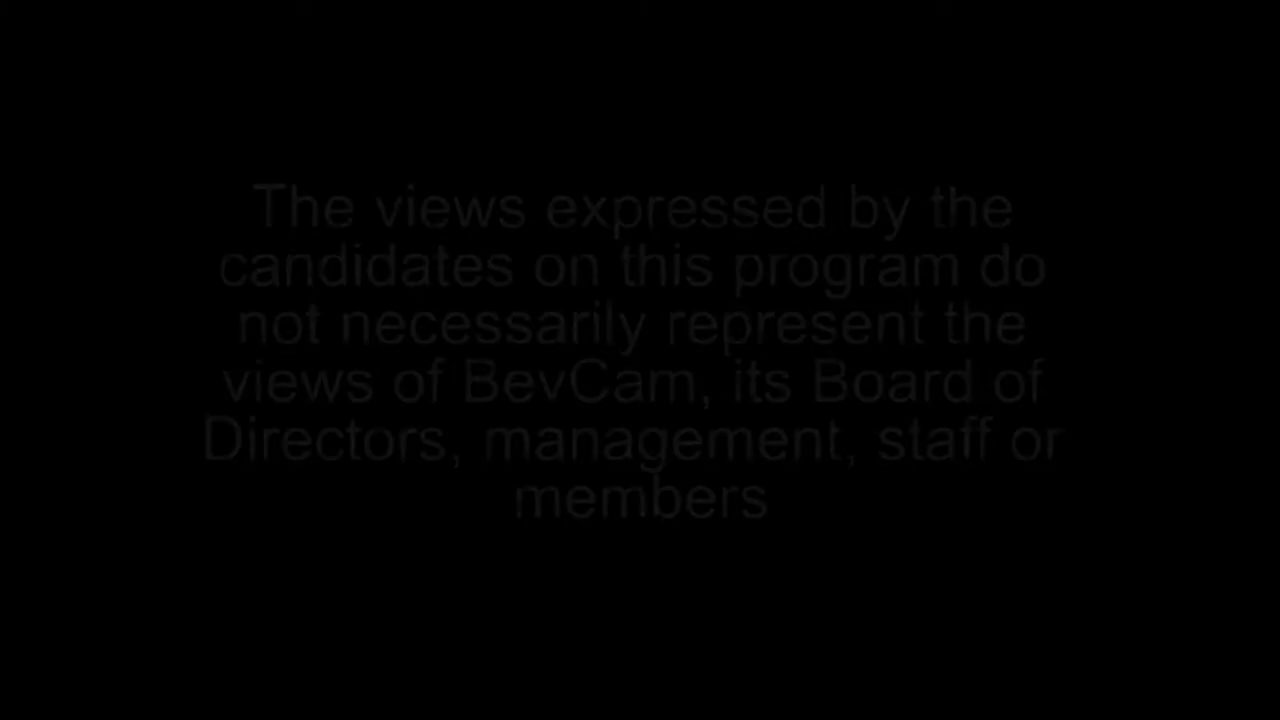 The views expressed by the
candidates on this program do
not necessarily represent the
views of BevCam, its Board of
Directors, management, staff or
members